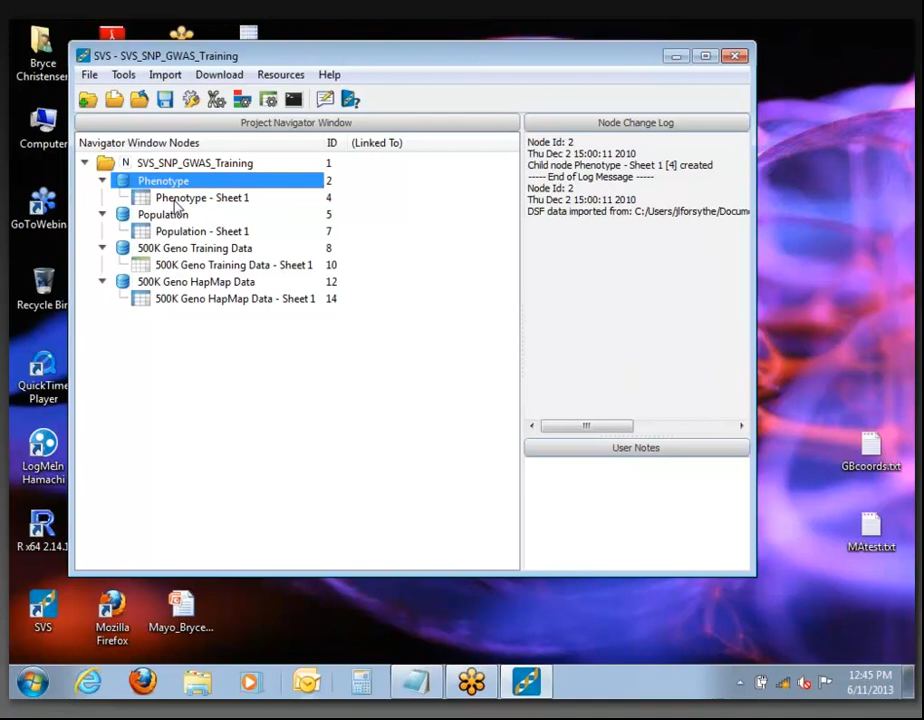 SVS - SVS_SNP_GWAS_Training
File Tools Import Download Resources Help
Project Navigator Window
Navigator Window Nodes ID (Linked To)
N SVS_SNP_GWAS_Training 1
Phenotype 2
Phenotype - Sheet 1 4
Population 5
Population - Sheet 1 7
500K Geno Training Data 8
500K Geno Training Data - Sheet 1 10
500K Geno HapMap Data 12
500K Geno HapMap Data - Sheet 1 14
Node Change Log
Node Id: 2
Thu Dec 2 15:00:11 2010
Child node Phenotype - Sheet 1 [4] created
----- End of Log Message -----
Node Id: 2
Thu Dec 2 15:00:11 2010
DSF data imported from: C:/Users/jlforsythe/Docum
User Notes
Bryce
Christensen
Computer
GoToWebin
Recycle Bin
QuickTime
Player
LogMeIn
Hamachi
R x64 2.14.1
SVS
Mozilla
Firefox
Mayo_Bryce...
GBcoords.txt
MAtest.txt
12:45 PM
6/11/2013